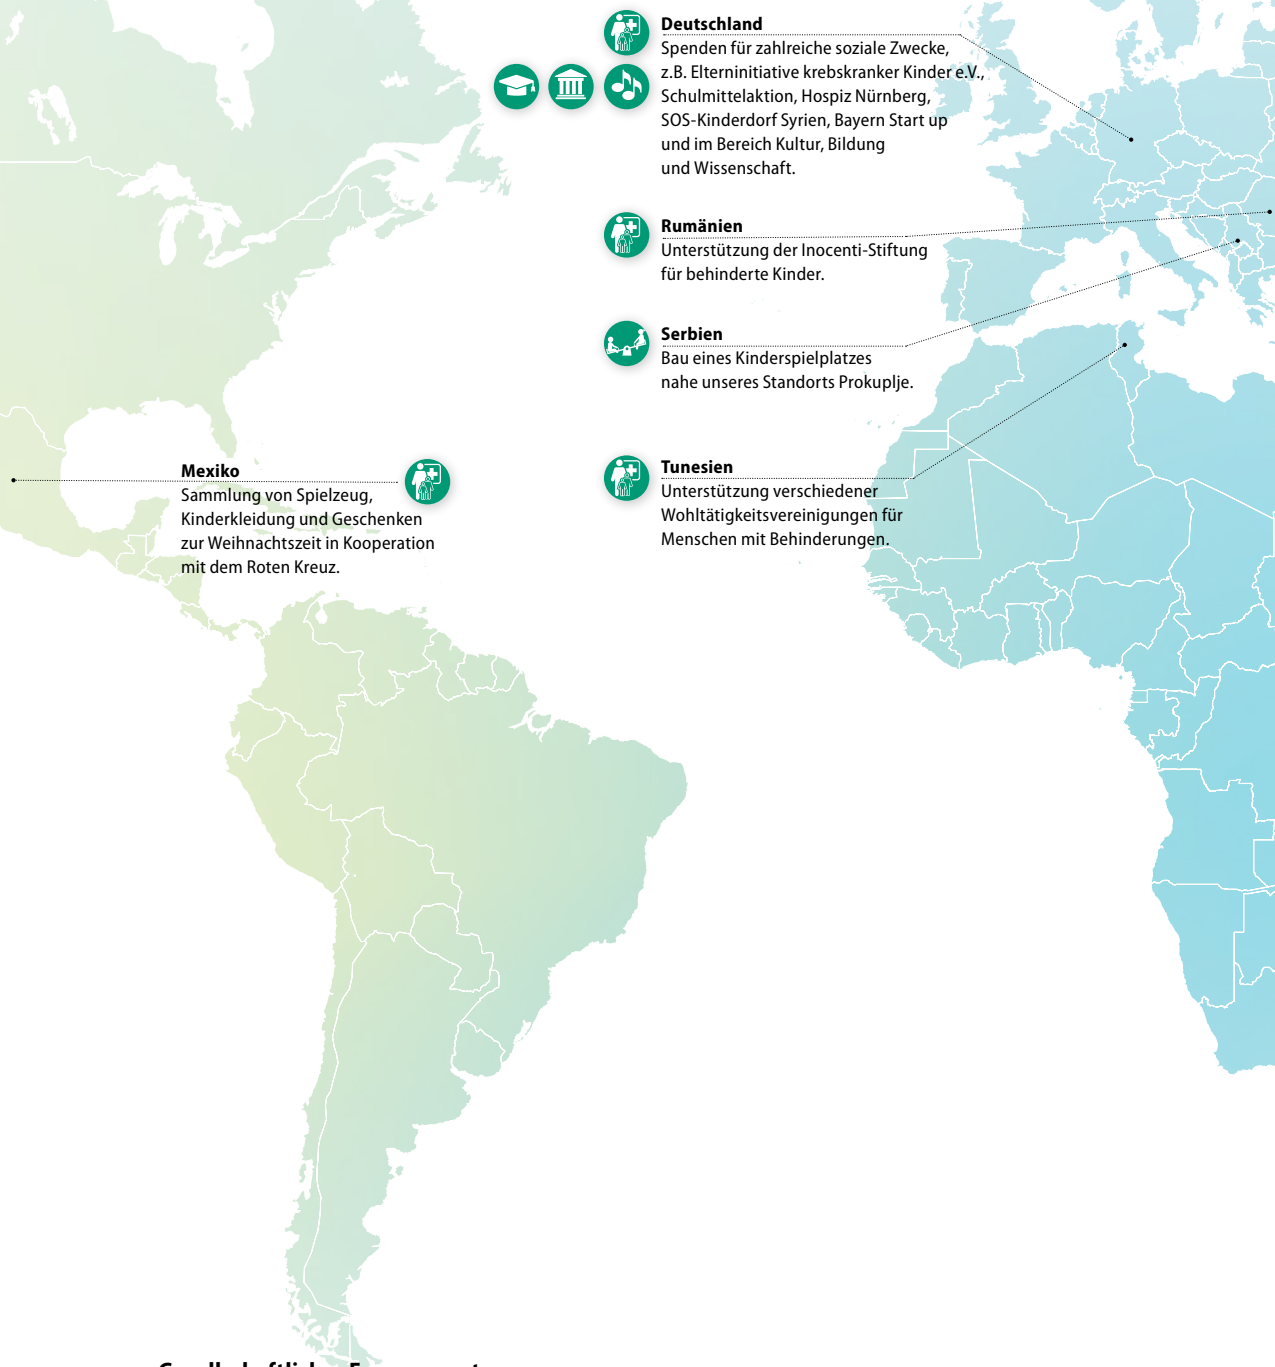 Deutschland
Spenden für zahlreiche soziale Zwecke,
z.B. Elterninitiative krebskranker Kinder e.V.,
Schulmittelaktion, Hospiz Nürnberg,
SOS-Kinderdorf Syrien, Bayern Start up
und im Bereich Kultur, Bildung
und Wissenschaft.
Rumänien
Unterstützung der Inocenti-Stiftung
für behinderte Kinder.
Serbien
Bau eines Kinderspielplatzes
nahe unseres Standorts Prokuplje.
Mexiko
Sammlung von Spielzeug,
Kinderkleidung und Geschenken
zur Weihnachtszeit in Kooperation
mit dem Roten Kreuz.
Tunesien
Unterstützung verschiedener
Wohltätigkeitsvereinigungen für
Menschen mit Behinderungen.